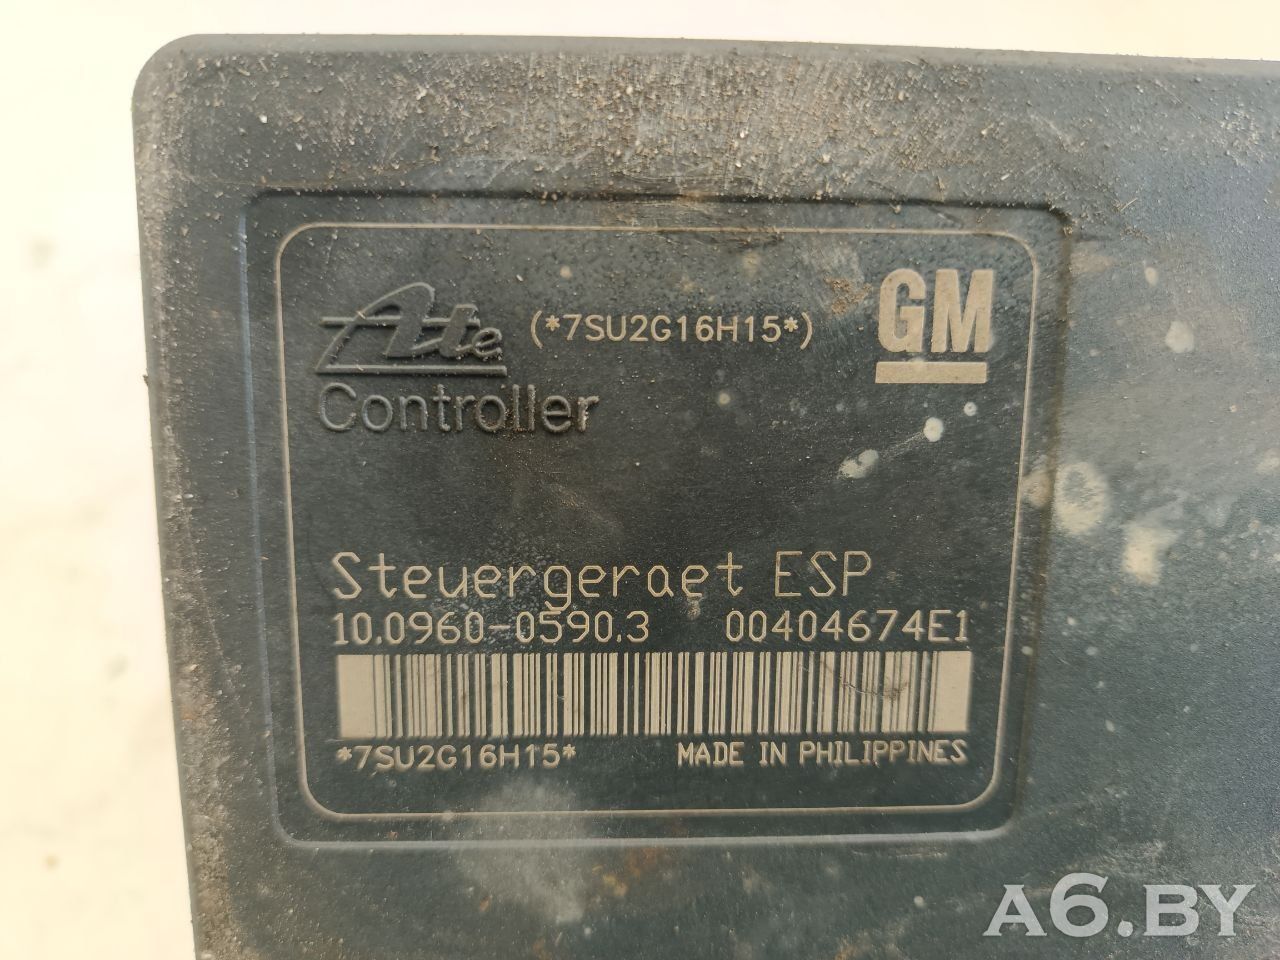 Ate
(*7SU2G16H15*)
GM
Controller
Steuergeraet ESP
10.0960-0590.3 00404674E1
*7SU2G16H15* MADE IN PHILIPPINES
A6.BY